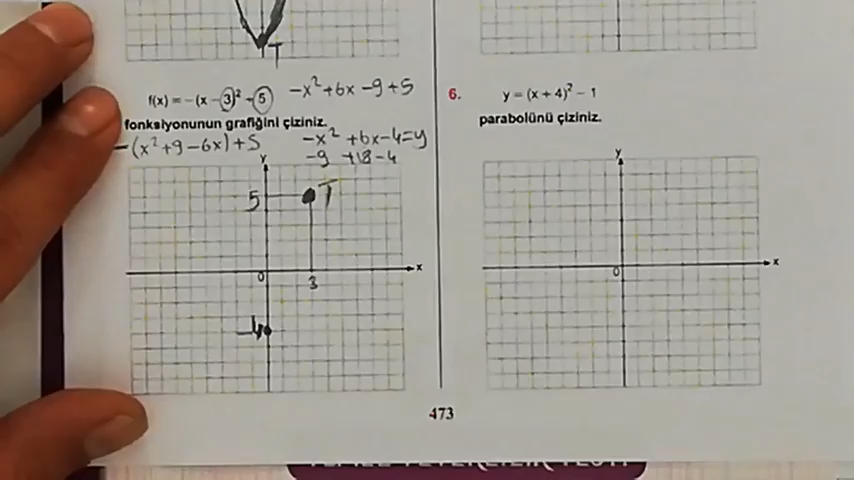 T
f(x) = -(x - 3)² + 5
-x² + 6x - 9 + 5
fonksiyonunun grafiğini çiziniz.
-(x² + 9 - 6x) + 5
-x² + 6x - 4 = y
-9 + 18 - 4
y
5
T
0
3
x
-4
6.
y = (x + 4)² - 1
parabolünü çiziniz.
y
0
x
473